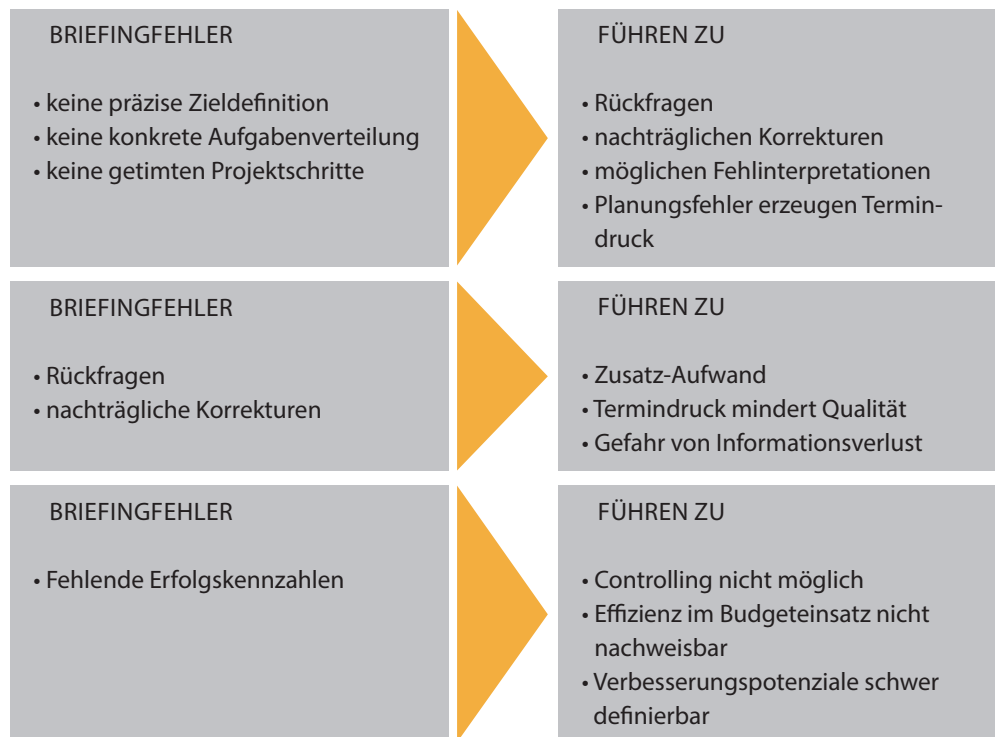 BRIEFINGFEHLER
• keine präzise Zieldefinition
• keine konkrete Aufgabenverteilung
• keine getimten Projektschritte
FÜHREN ZU
• Rückfragen
• nachträglichen Korrekturen
• möglichen Fehlinterpretationen
• Planungsfehler erzeugen Termin-
druck
BRIEFINGFEHLER
• Rückfragen
• nachträgliche Korrekturen
FÜHREN ZU
• Zusatz-Aufwand
• Termindruck mindert Qualität
• Gefahr von Informationsverlust
BRIEFINGFEHLER
• Fehlende Erfolgskennzahlen
FÜHREN ZU
• Controlling nicht möglich
• Effizienz im Budgeteinsatz nicht
nachweisbar
• Verbesserungspotenziale schwer
definierbar